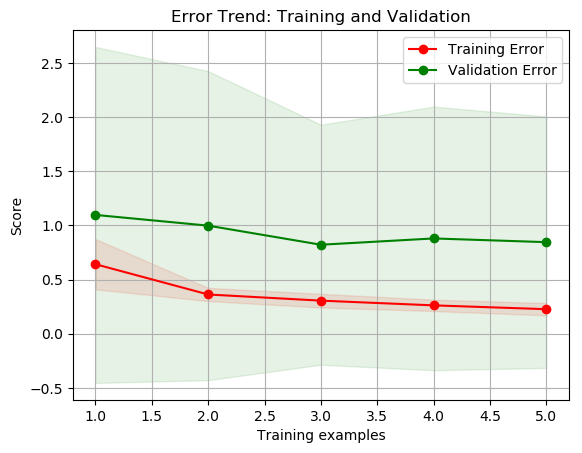 Error Trend: Training and Validation
Training Error
Validation Error
2.5
2.0
1.5
1.0
0.5
0.0
−0.5
Score
1.0 1.5 2.0 2.5 3.0 3.5 4.0 4.5 5.0
Training examples